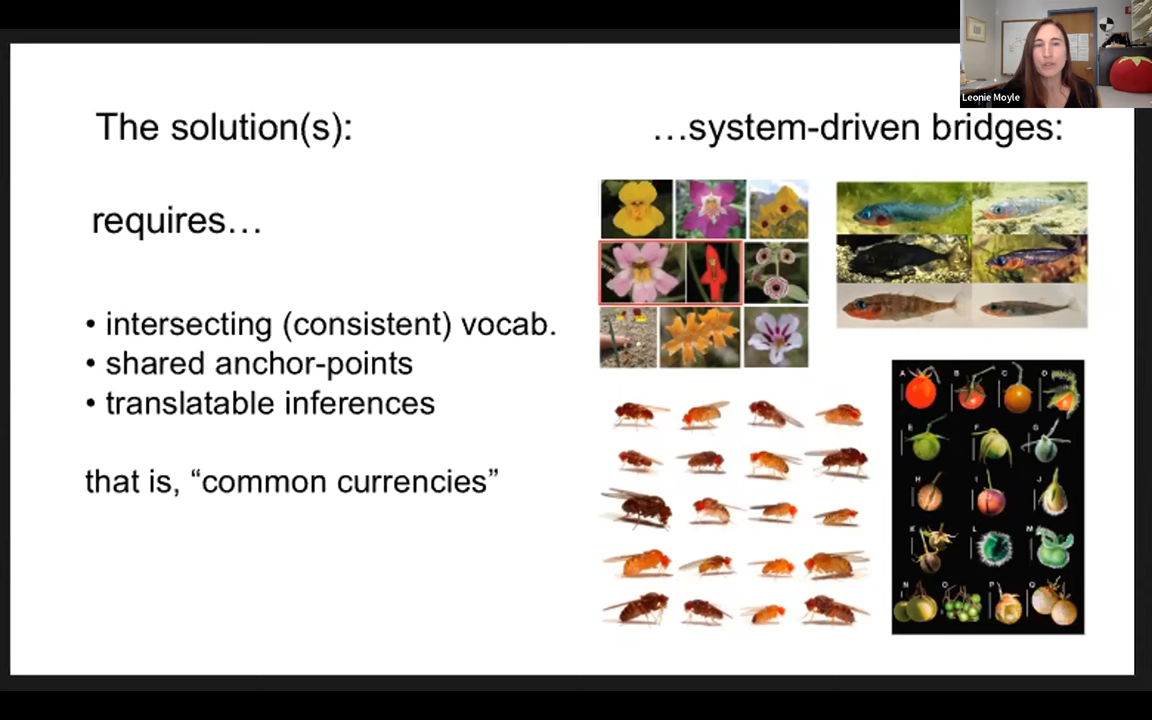 Leonie Moyle
The solution(s):
…system-driven bridges:
requires…
• intersecting (consistent) vocab.
• shared anchor-points
• translatable inferences
that is, “common currencies”
A B C D
E F G
H I J
K L M
N O P Q